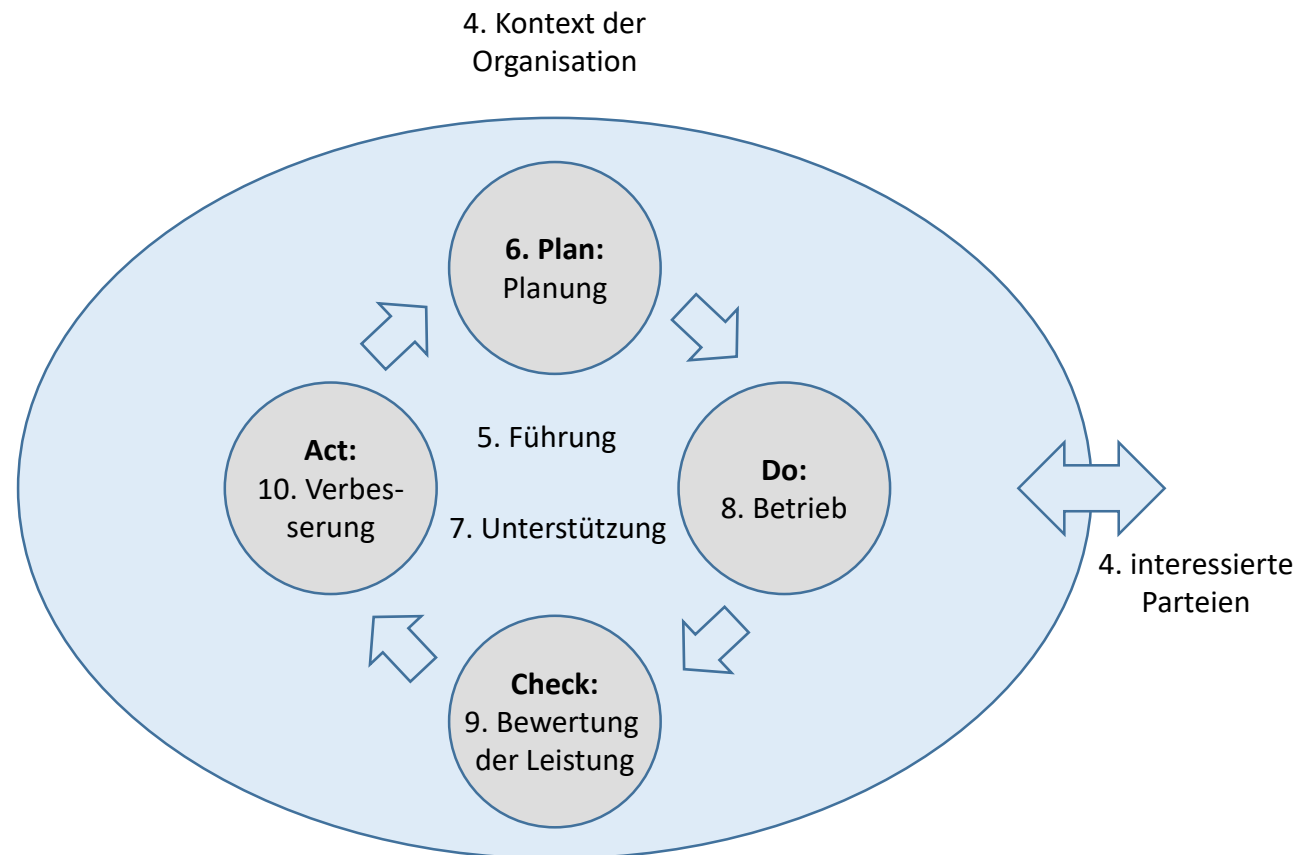 4. Kontext der
Organisation
6. Plan:
Planung
5. Führung
Act:
10. Verbes-
serung
Do:
8. Betrieb
7. Unterstützung
4. interessierte
Parteien
Check:
9. Bewertung
der Leistung